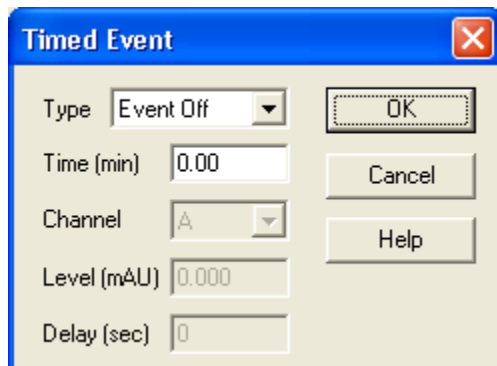 Timed Event
Type Event Off OK
Time (min) 0.00 Cancel
Channel A Help
Level (mAU) 0.000
Delay (sec) 0